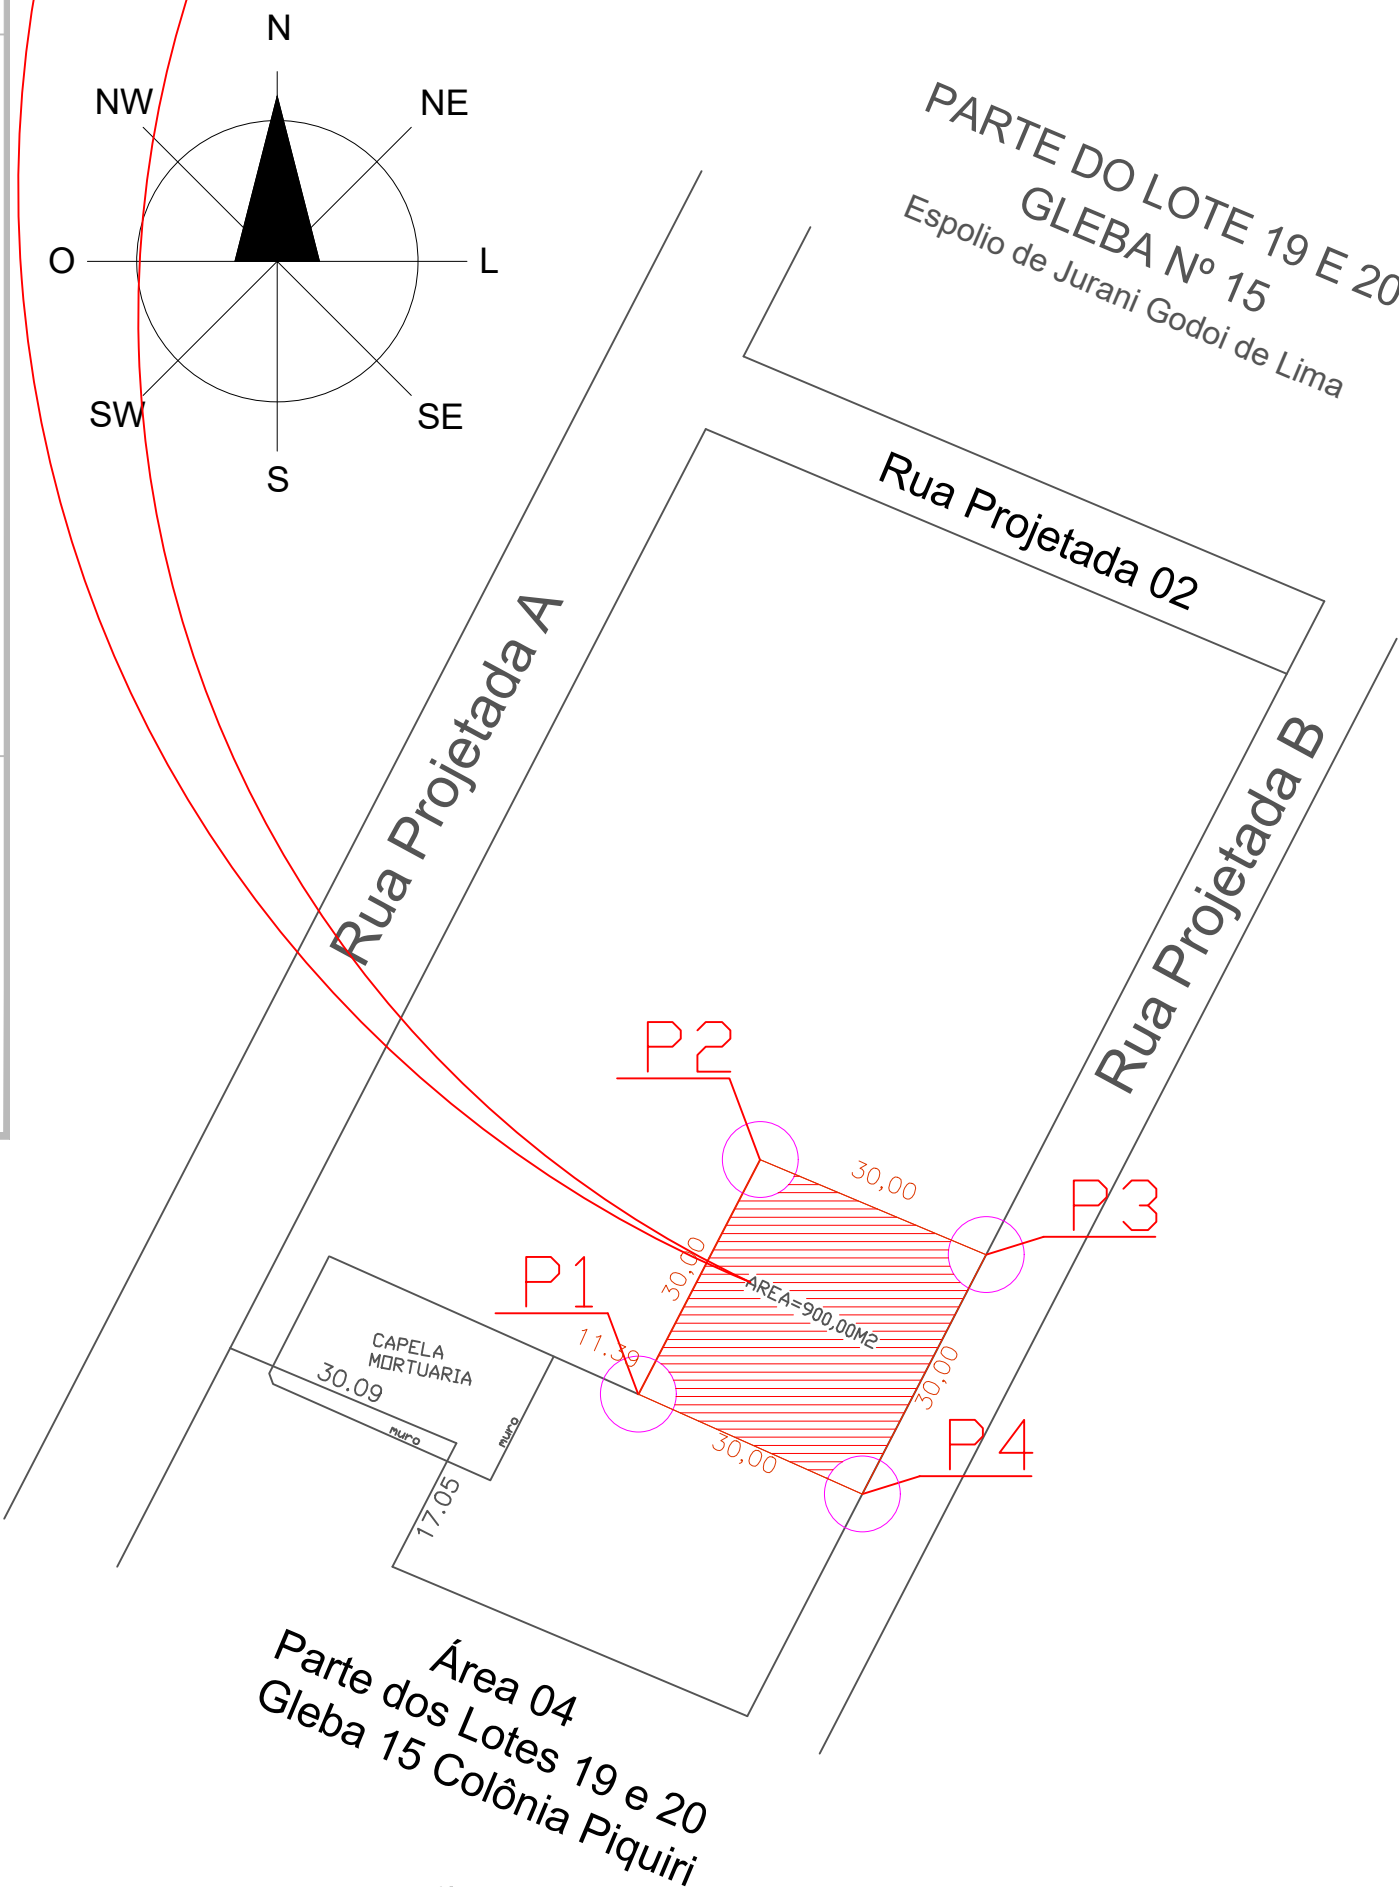 N
NW
NE
O
L
SW
SE
S
PARTE DO LOTE 19 E 20
GLEBA Nº 15
Espolio de Jurani Godoi de Lima
Rua Projetada 02
Rua Projetada A
Rua Projetada B
P2
30,00
P3
30,00
P1
AREA=900,00M2
11.39
CAPELA
MORTUARIA
30.09
30,00
muro
muro
30,00
P4
17.05
Área 04
Parte dos Lotes 19 e 20
Gleba 15 Colônia Piquiri